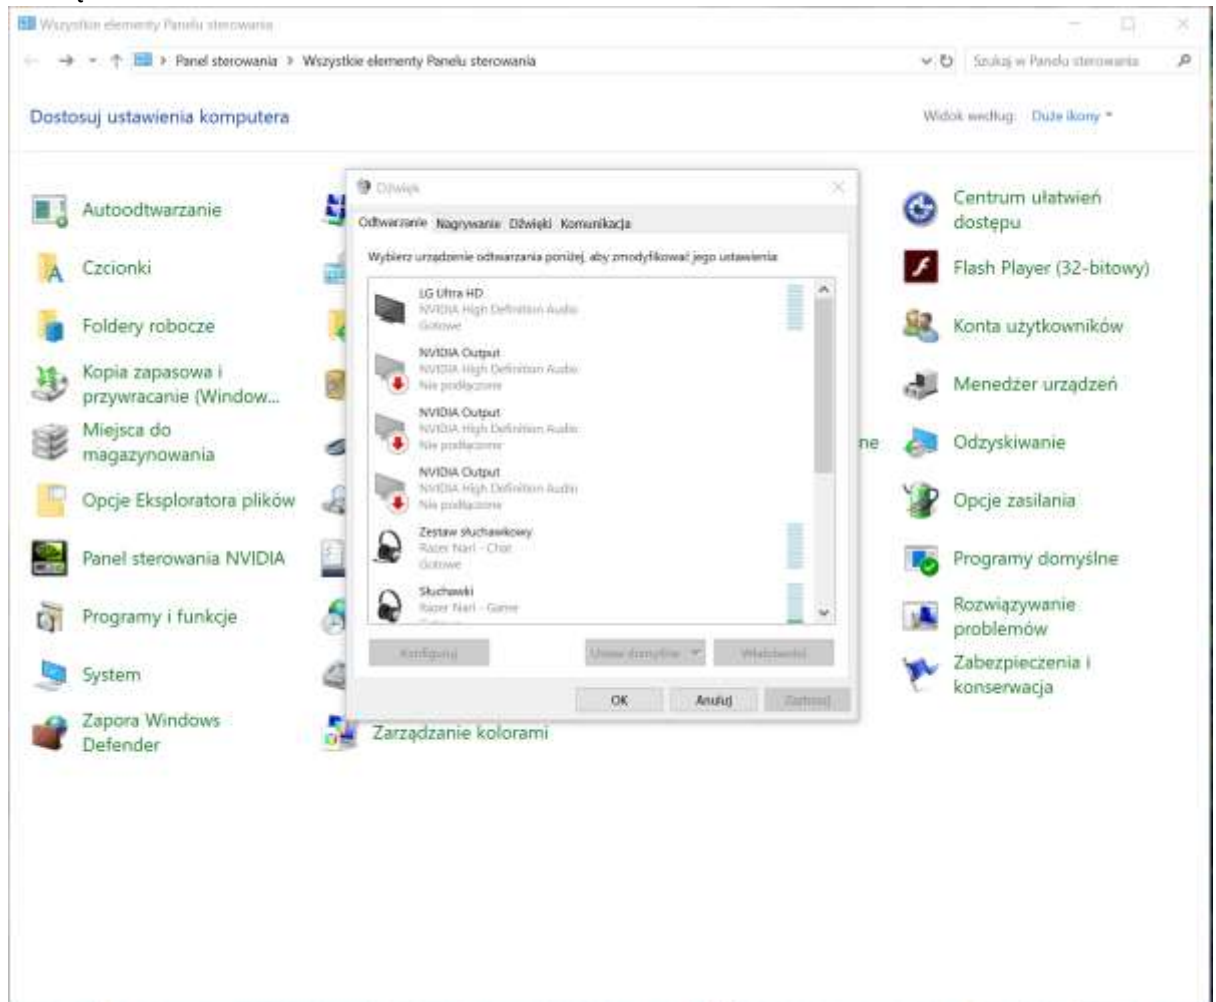 Wszystkie elementy Panelu sterowania
Panel sterowania > Wszystkie elementy Panelu sterowania
Szukaj w Panelu sterowania
Dostosuj ustawienia komputera
Widok według: Duże ikony
Autoodtwarzanie
Czcionki
Foldery robocze
Kopia zapasowa i
przywracanie (Window...
Miejsca do
magazynowania
Opcje Eksploratora plików
Panel sterowania NVIDIA
Programy i funkcje
System
Zapora Windows
Defender
Dźwięk
Odtwarzanie Nagrywanie Dźwięki Komunikacja
Wybierz urządzenie odtwarzania poniżej, aby zmodyfikować jego ustawienia:
LG Ultra HD
NVIDIA High Definition Audio
Gotowe
NVIDIA Output
NVIDIA High Definition Audio
Nie podłączone
NVIDIA Output
NVIDIA High Definition Audio
Nie podłączone
NVIDIA Output
NVIDIA High Definition Audio
Nie podłączone
Zestaw słuchawkowy
Razer Nari - Chat
Gotowe
Słuchawki
Razer Nari - Game
Konfiguruj
Ustaw domyślne
Właściwości
OK
Anuluj
Zastosuj
Zarządzanie kolorami
ne
Centrum ułatwień
dostępu
Flash Player (32-bitowy)
Konta użytkowników
Menedżer urządzeń
Odzyskiwanie
Opcje zasilania
Programy domyślne
Rozwiązywanie
problemów
Zabezpieczenia i
konserwacja